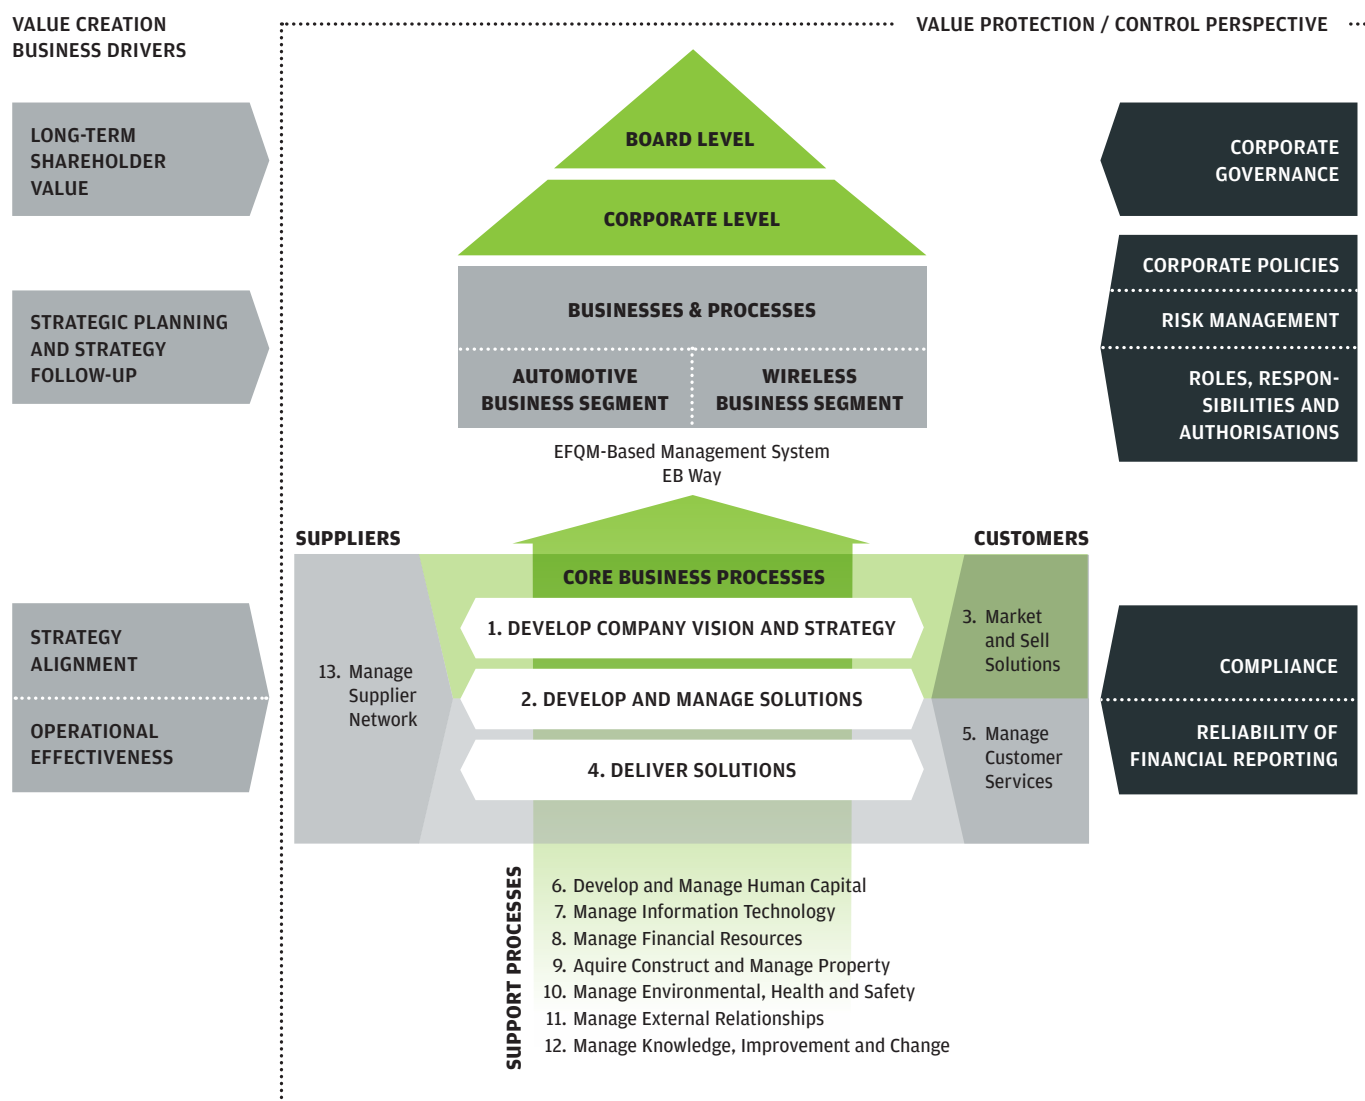 VALUE CREATION
BUSINESS DRIVERS
VALUE PROTECTION / CONTROL PERSPECTIVE
LONG-TERM
SHAREHOLDER
VALUE
STRATEGIC PLANNING
AND STRATEGY
FOLLOW-UP
STRATEGY
ALIGNMENT
OPERATIONAL
EFFECTIVENESS
BOARD LEVEL
CORPORATE LEVEL
BUSINESSES & PROCESSES
AUTOMOTIVE
BUSINESS SEGMENT
WIRELESS
BUSINESS SEGMENT
EFQM-Based Management System
EB Way
SUPPLIERS
CUSTOMERS
CORE BUSINESS PROCESSES
1. DEVELOP COMPANY VISION AND STRATEGY
2. DEVELOP AND MANAGE SOLUTIONS
4. DELIVER SOLUTIONS
13. Manage
Supplier
Network
3. Market
and Sell
Solutions
5. Manage
Customer
Services
SUPPORT PROCESSES
6. Develop and Manage Human Capital
7. Manage Information Technology
8. Manage Financial Resources
9. Aquire Construct and Manage Property
10. Manage Environmental, Health and Safety
11. Manage External Relationships
12. Manage Knowledge, Improvement and Change
CORPORATE
GOVERNANCE
CORPORATE POLICIES
RISK MANAGEMENT
ROLES, RESPON-
SIBILITIES AND
AUTHORISATIONS
COMPLIANCE
RELIABILITY OF
FINANCIAL REPORTING